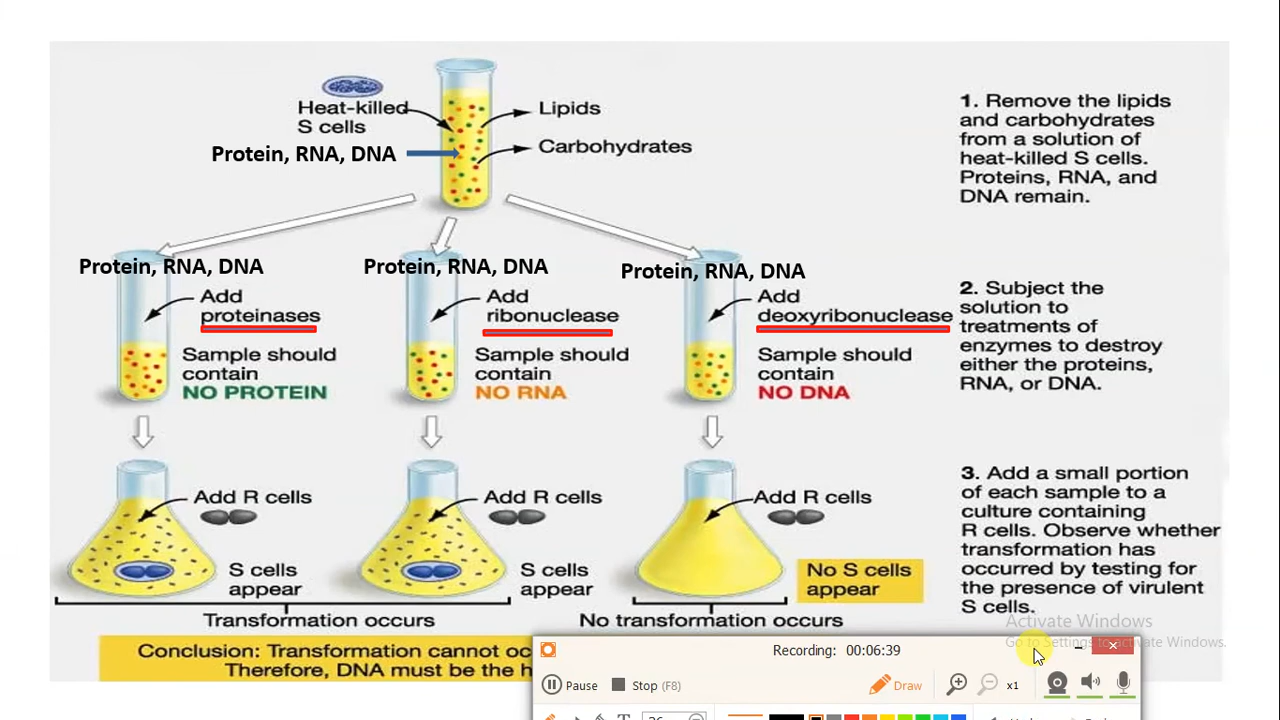 Heat-killed
S cells
Protein, RNA, DNA
Lipids
Carbohydrates
1. Remove the lipids
and carbohydrates
from a solution of
heat-killed S cells.
Proteins, RNA, and
DNA remain.
Protein, RNA, DNA
Add
proteinases
Sample should
contain
NO PROTEIN
Protein, RNA, DNA
Add
ribonuclease
Sample should
contain
NO RNA
Protein, RNA, DNA
Add
deoxyribonuclease
Sample should
contain
NO DNA
2. Subject the
solution to
treatments of
enzymes to destroy
either the proteins,
RNA, or DNA.
Add R cells
S cells
appear
Add R cells
S cells
appear
Transformation occurs
Add R cells
No S cells
appear
No transformation occurs
3. Add a small portion
of each sample to a
culture containing
R cells. Observe whether
transformation has
occurred by testing for
the presence of virulent
S cells.
Conclusion: Transformation cannot oc
Therefore, DNA must be the h
Activate Windows
Go to Settings to activate Windows.
Recording: 00:06:39
Pause
Stop (F8)
Draw
x1